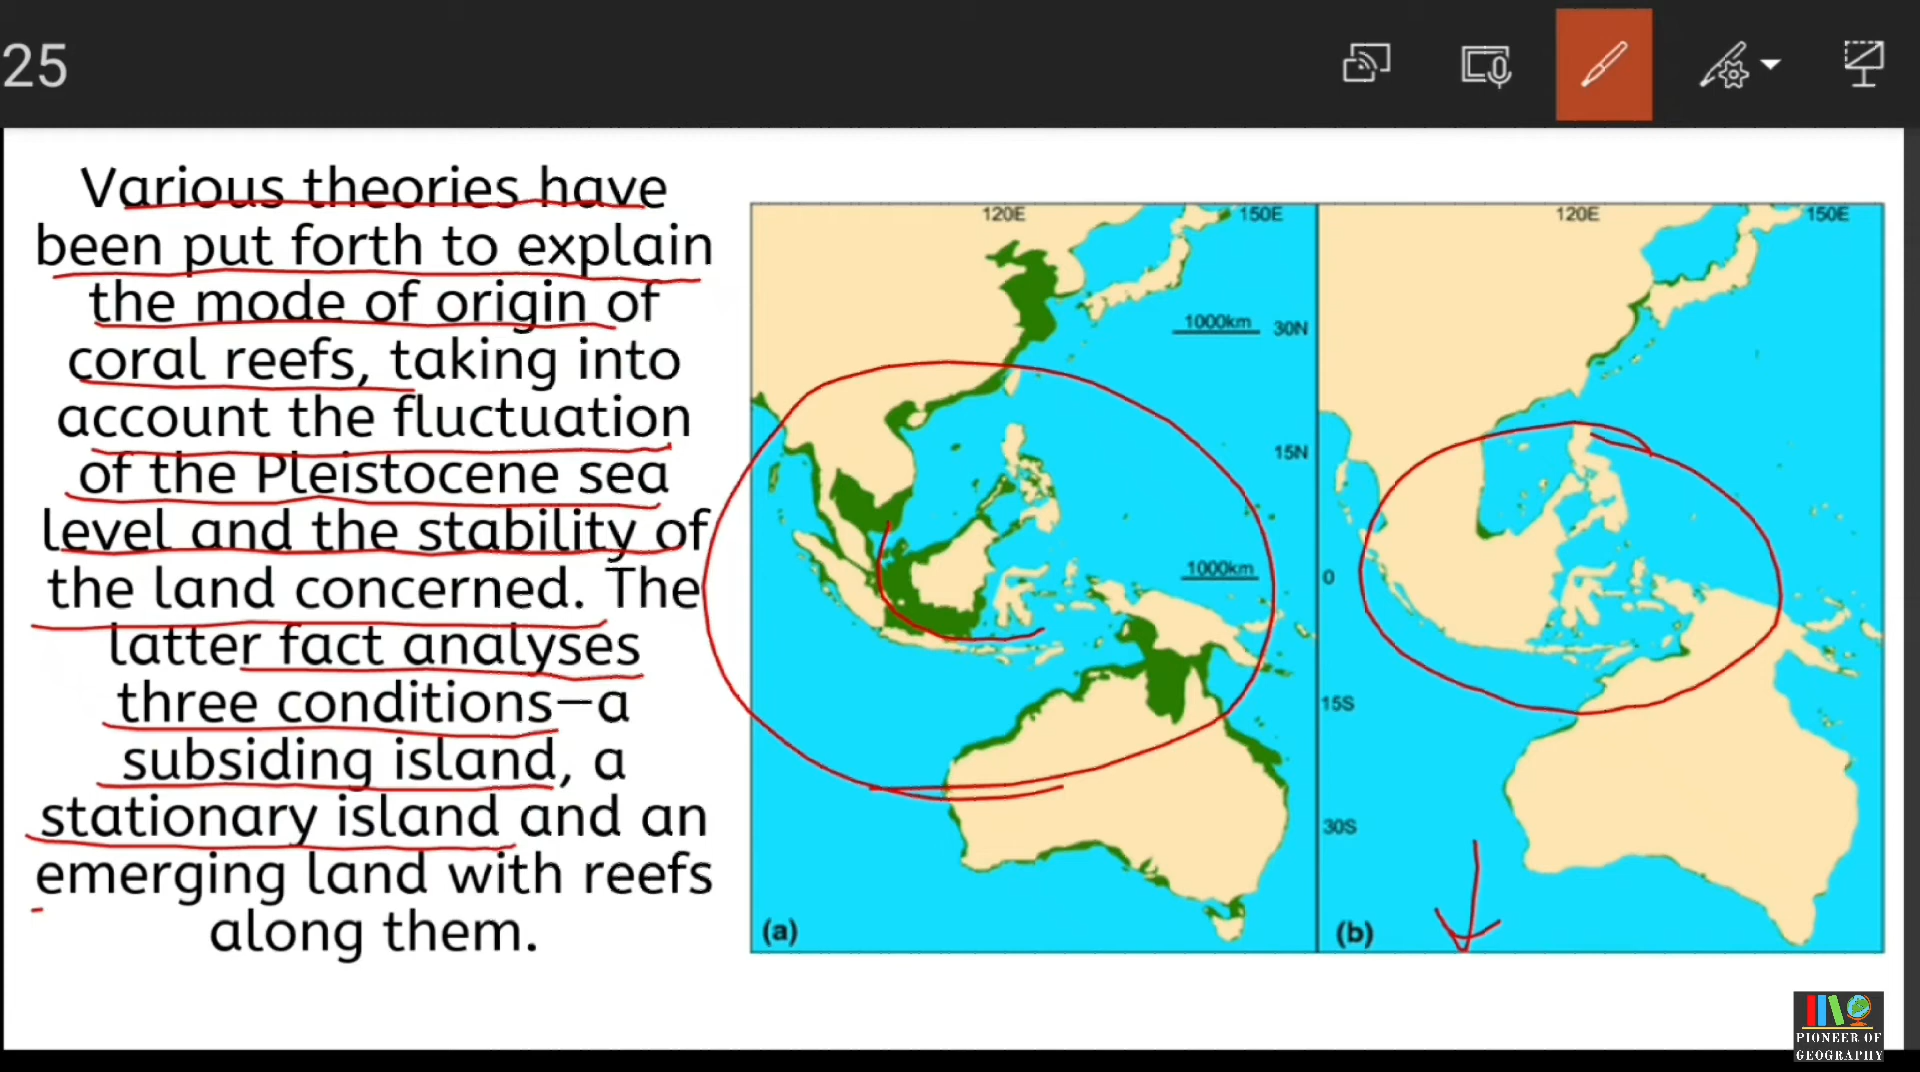 25
Various theories have
been put forth to explain
the mode of origin of
coral reefs, taking into
account the fluctuation
of the Pleistocene sea
level and the stability of
the land concerned. The
latter fact analyses
three conditions—a
subsiding island, a
stationary island and an
emerging land with reefs
along them.
120E
150E
1000km
30N
15N
1000km
0
15S
30S
(a)
120E
150E
(b)
PIONEER OF
GEOGRAPHY